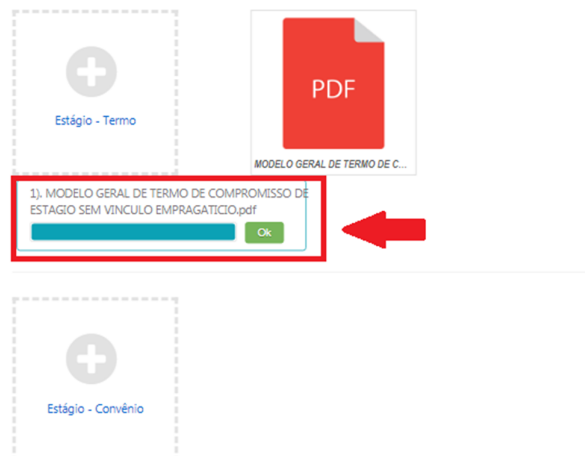 PDF
Estágio - Termo
MODELO GERAL DE TERMO DE C...
1). MODELO GERAL DE TERMO DE COMPROMISSO DE
ESTAGIO SEM VINCULO EMPRAGATICIO.pdf
Ok
Estágio - Convênio